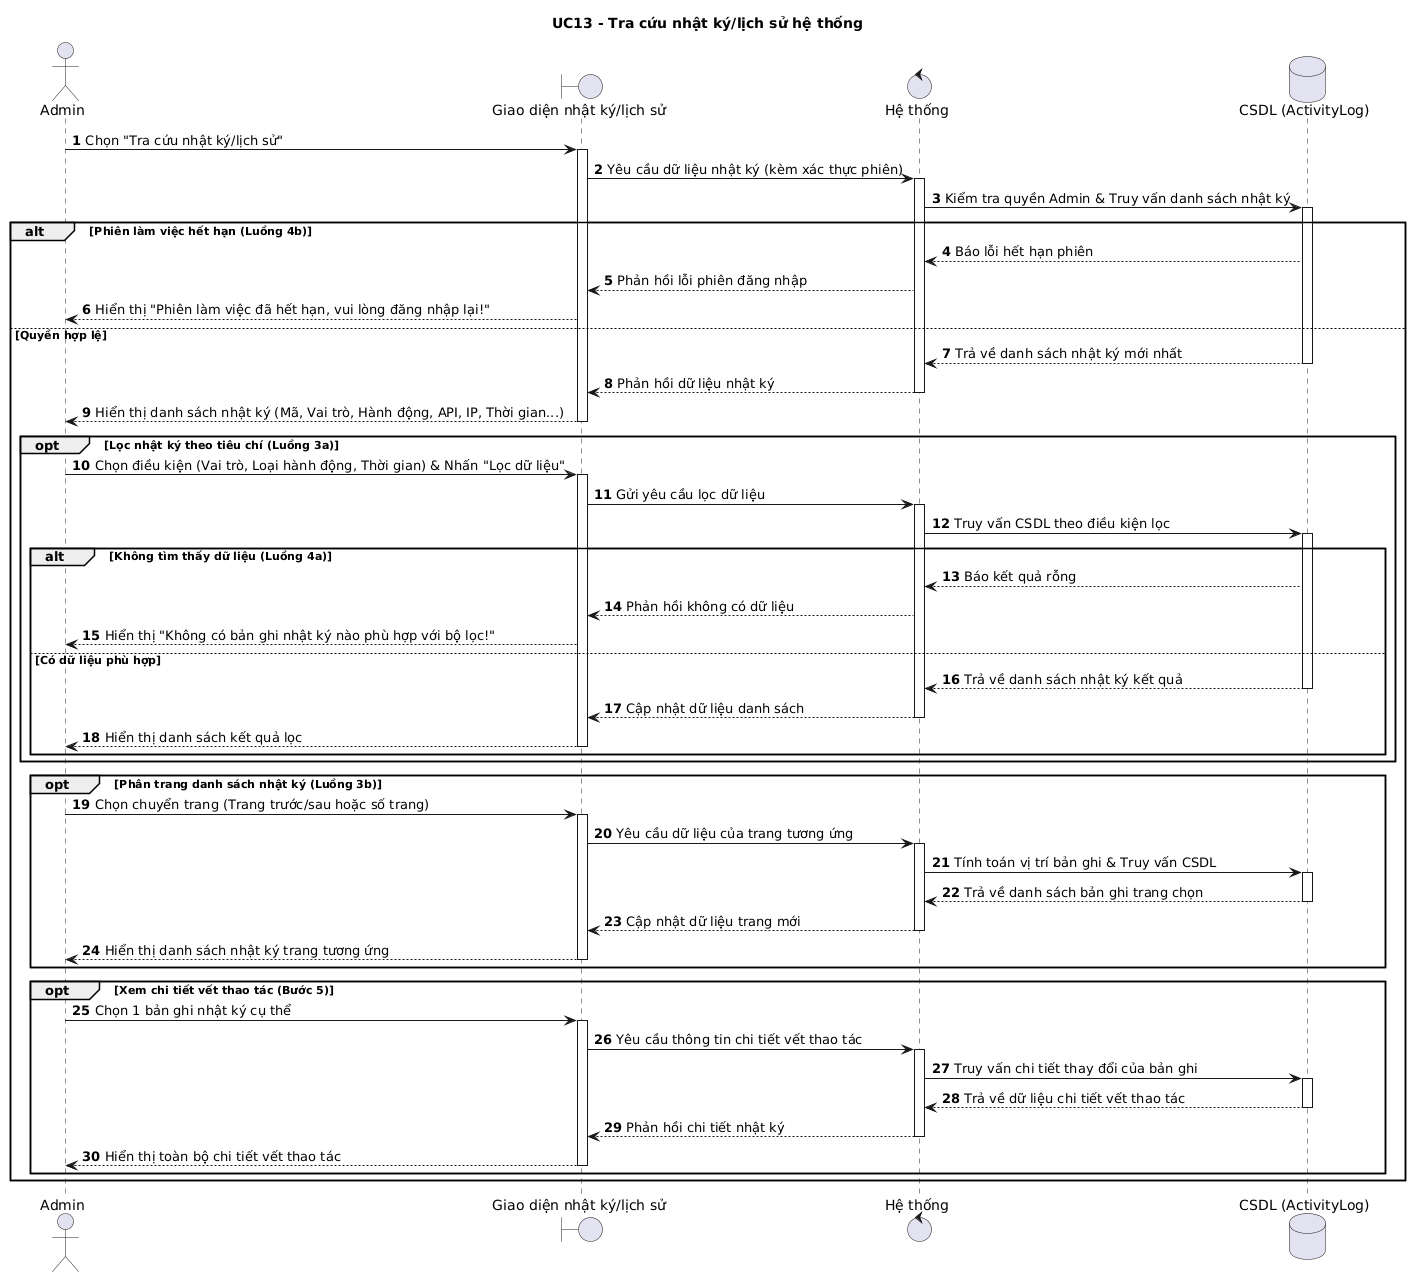 UC13 - Tra cứu nhật ký/lịch sử hệ thống
Admin
Giao diện nhật ký/lịch sử
Hệ thống
CSDL (ActivityLog)
1 Chọn "Tra cứu nhật ký/lịch sử"
2 Yêu cầu dữ liệu nhật ký (kèm xác thực phiên)
3 Kiểm tra quyền Admin & Truy vấn danh sách nhật ký
alt [Phiên làm việc hết hạn (Luồng 4b)]
4 Báo lỗi hết hạn phiên
5 Phản hồi lỗi phiên đăng nhập
6 Hiển thị "Phiên làm việc đã hết hạn, vui lòng đăng nhập lại!"
[Quyền hợp lệ]
7 Trả về danh sách nhật ký mới nhất
8 Phản hồi dữ liệu nhật ký
9 Hiển thị danh sách nhật ký (Mã, Vai trò, Hành động, API, IP, Thời gian...)
opt [Lọc nhật ký theo tiêu chí (Luồng 3a)]
10 Chọn điều kiện (Vai trò, Loại hành động, Thời gian) & Nhấn "Lọc dữ liệu"
11 Gửi yêu cầu lọc dữ liệu
12 Truy vấn CSDL theo điều kiện lọc
alt [Không tìm thấy dữ liệu (Luồng 4a)]
13 Báo kết quả rỗng
14 Phản hồi không có dữ liệu
15 Hiển thị "Không có bản ghi nhật ký nào phù hợp với bộ lọc!"
[Có dữ liệu phù hợp]
16 Trả về danh sách nhật ký kết quả
17 Cập nhật dữ liệu danh sách
18 Hiển thị danh sách kết quả lọc
opt [Phân trang danh sách nhật ký (Luồng 3b)]
19 Chọn chuyển trang (Trang trước/sau hoặc số trang)
20 Yêu cầu dữ liệu của trang tương ứng
21 Tính toán vị trí bản ghi & Truy vấn CSDL
22 Trả về danh sách bản ghi trang chọn
23 Cập nhật dữ liệu trang mới
24 Hiển thị danh sách nhật ký trang tương ứng
opt [Xem chi tiết vết thao tác (Bước 5)]
25 Chọn 1 bản ghi nhật ký cụ thể
26 Yêu cầu thông tin chi tiết vết thao tác
27 Truy vấn chi tiết thay đổi của bản ghi
28 Trả về dữ liệu chi tiết vết thao tác
29 Phản hồi chi tiết nhật ký
30 Hiển thị toàn bộ chi tiết vết thao tác
Admin
Giao diện nhật ký/lịch sử
Hệ thống
CSDL (ActivityLog)